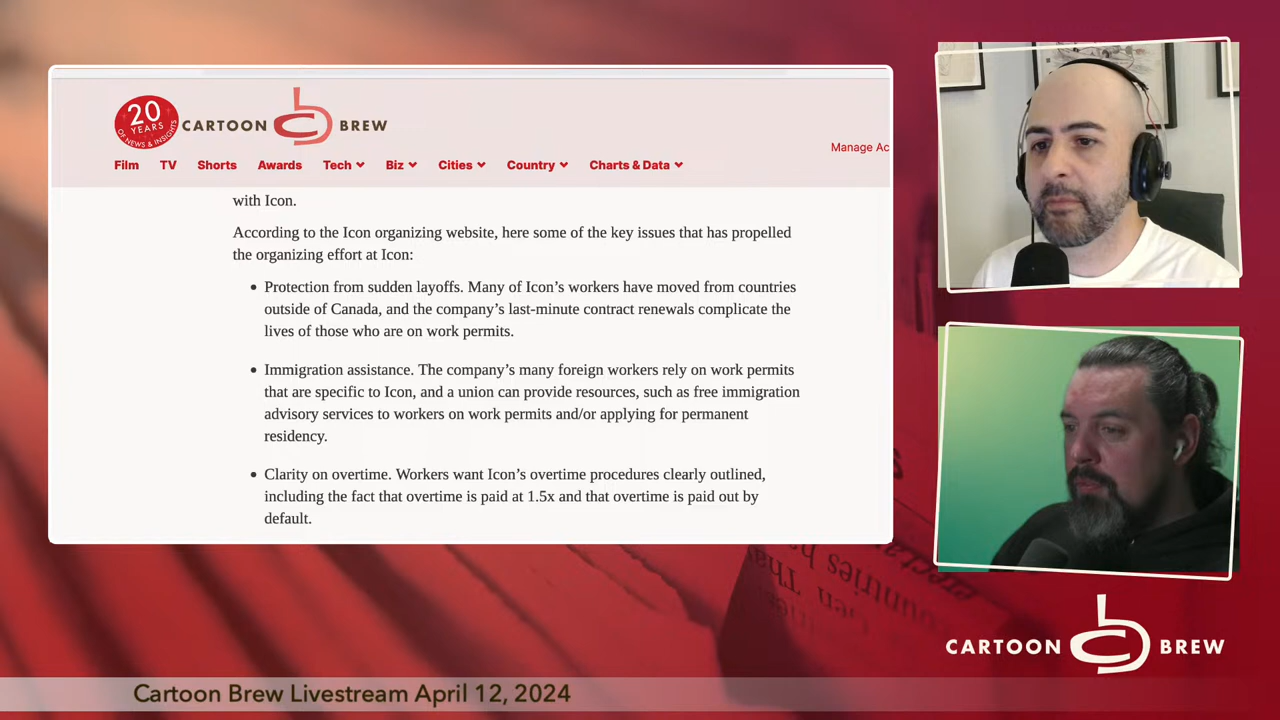 20
YEARS
OF NEWS & INSIGHTS
CARTOON BREW
Manage Ac
Film TV Shorts Awards Tech Biz Cities Country Charts & Data
with Icon.
According to the Icon organizing website, here some of the key issues that has propelled
the organizing effort at Icon:
• Protection from sudden layoffs. Many of Icon’s workers have moved from countries
outside of Canada, and the company’s last-minute contract renewals complicate the
lives of those who are on work permits.
• Immigration assistance. The company’s many foreign workers rely on work permits
that are specific to Icon, and a union can provide resources, such as free immigration
advisory services to workers on work permits and/or applying for permanent
residency.
• Clarity on overtime. Workers want Icon’s overtime procedures clearly outlined,
including the fact that overtime is paid at 1.5x and that overtime is paid out by
default.
CARTOON BREW
Cartoon Brew Livestream April 12, 2024